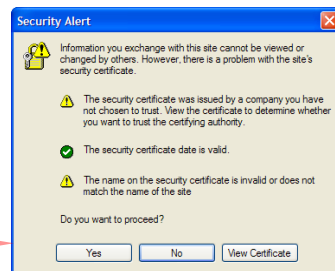 Security Alert
Information you exchange with this site cannot be viewed or
changed by others. However, there is a problem with the site's
security certificate.
The security certificate was issued by a company you have
not chosen to trust. View the certificate to determine whether
you want to trust the certifying authority.
The security certificate date is valid.
The name on the security certificate is invalid or does not
match the name of the site
Do you want to proceed?
Yes
No
View Certificate